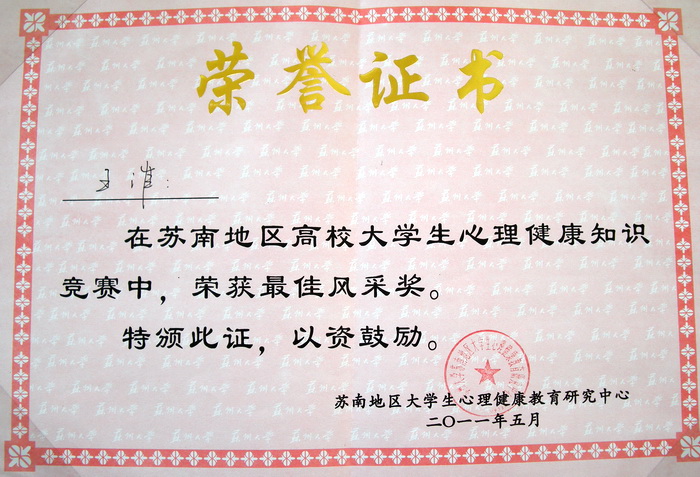 荣誉证书
王准：
在苏南地区高校大学生心理健康知识
竞赛中，荣获最佳风采奖。
特颁此证，以资鼓励。
苏南地区大学生心理健康教育研究中心
二〇一一年五月